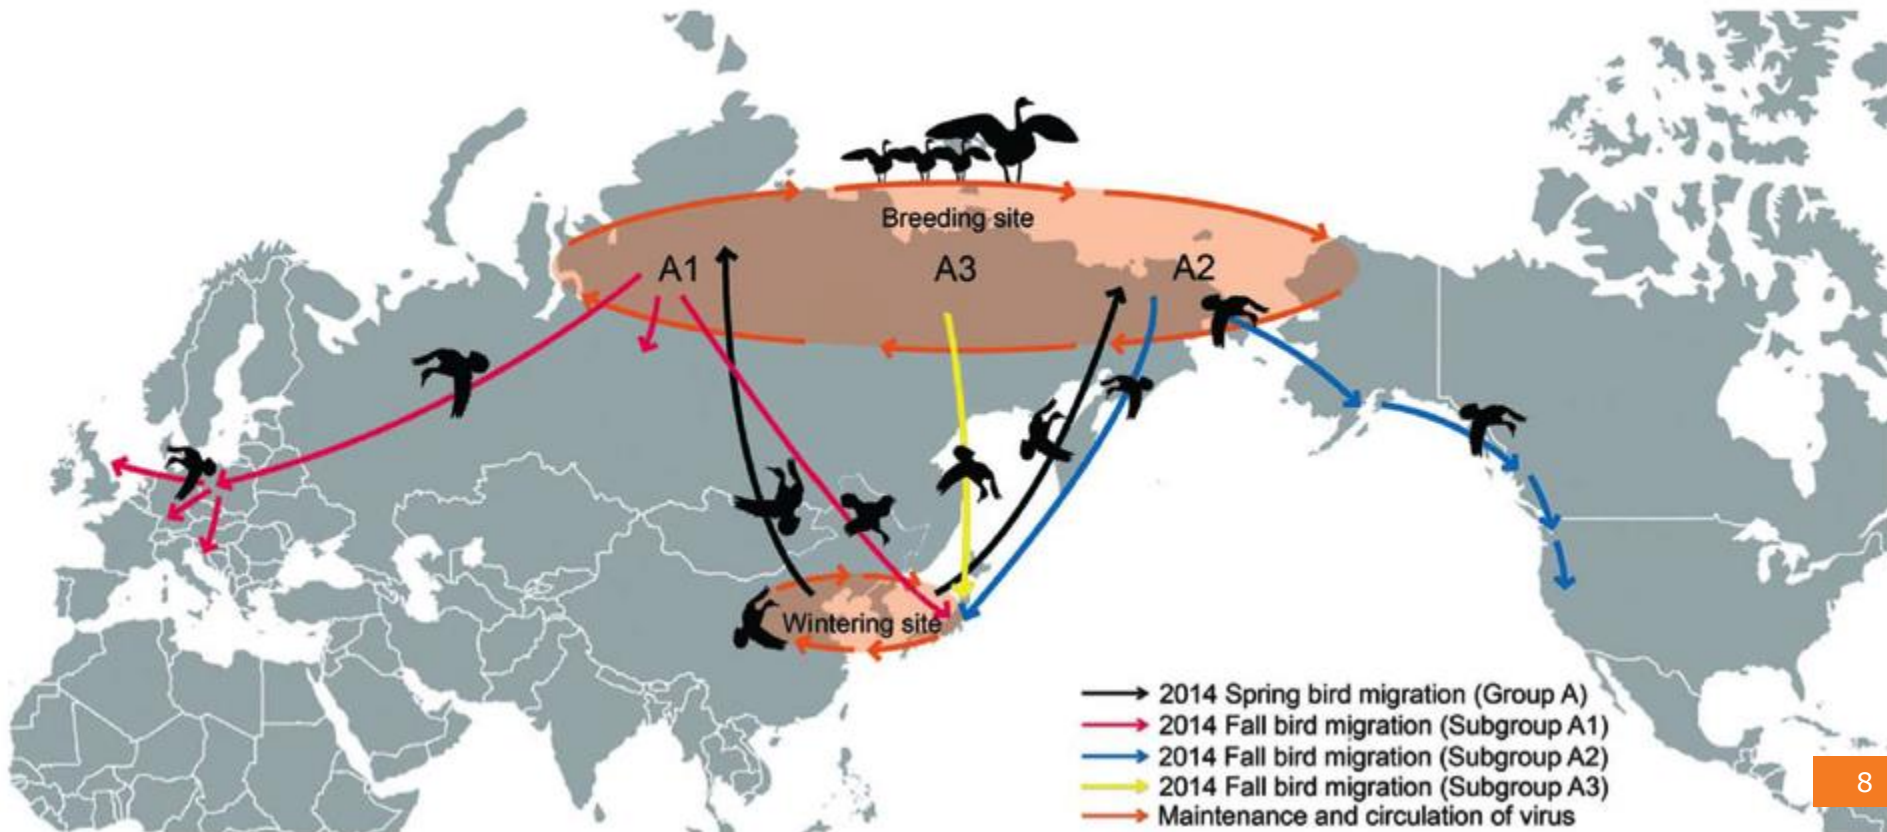 Breeding site
A1
A3
A2
Wintering site
2014 Spring bird migration (Group A)
2014 Fall bird migration (Subgroup A1)
2014 Fall bird migration (Subgroup A2)
2014 Fall bird migration (Subgroup A3)
Maintenance and circulation of virus
8